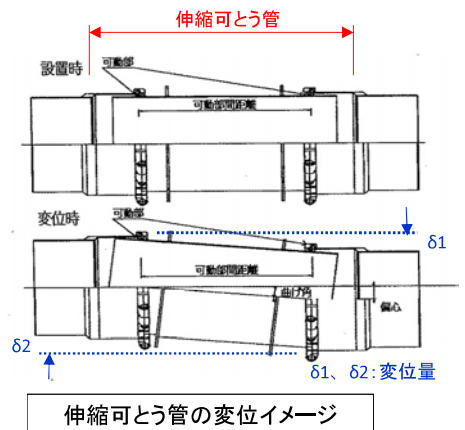 伸縮可とう管
可動部
設置時
可動部間距離
可動部
変位時
δ1
可動部間距離
曲げ角
偏心
δ2
δ1、δ2：変位量
伸縮可とう管の変位イメージ